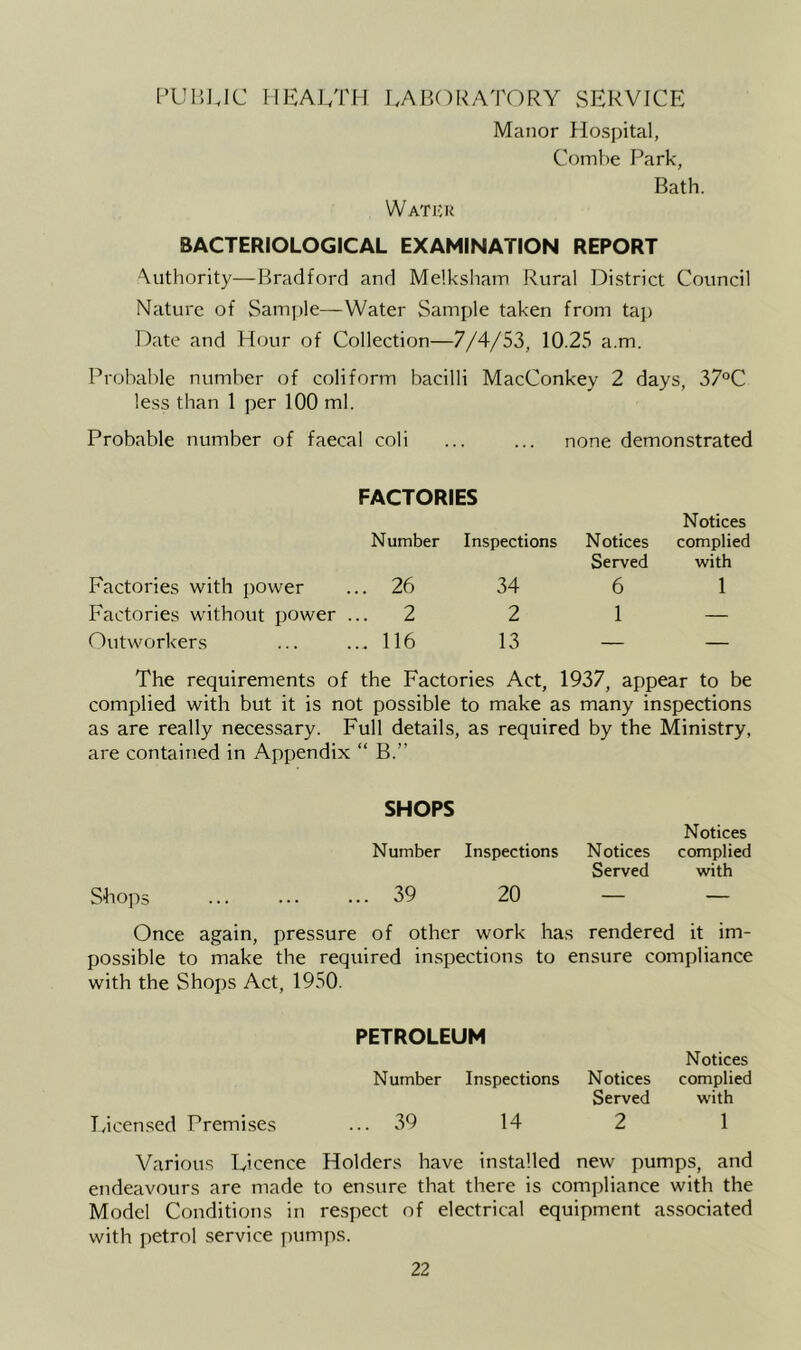 PUBLIC HEALTH LABORATORY SERVICE
Manor Hospital,
Combe Park,
Bath.
WATER
BACTERIOLOGICAL EXAMINATION REPORT
Authority—Bradford and Melksham Rural District Council
Nature of Sample—Water Sample taken from tap
Date and Hour of Collection—7/4/53, 10.25 a.m.
Probable number of coliform bacilli MacConkey 2 days, 37°C
less than 1 per 100 ml.
Probable number of faecal coli ... ... none demonstrated
FACTORIES
Number Inspections Notices Served Notices complied with
Factories with power ... 26 34 6 1
Factories without power ... 2 2 1 —
Outworkers ... ... 116 13 — —
The requirements of the Factories Act, 1937, appear to be
complied with but it is not possible to make as many inspections
as are really necessary. Full details, as required by the Ministry,
are contained in Appendix “ B.”
SHOPS
Number Inspections Notices Served Notices complied with
Shops ... ... ... 39 20 — —
Once again, pressure of other work has rendered it im-
possible to make the required inspections to ensure compliance
with the Shops Act, 1950.
PETROLEUM
Number Inspections Notices Served Notices complied with
Licensed Premises ... 39 14 2 1
Various Licence Holders have installed new pumps, and
endeavours are made to ensure that there is compliance with the
Model Conditions in respect of electrical equipment associated
with petrol service pumps.
22